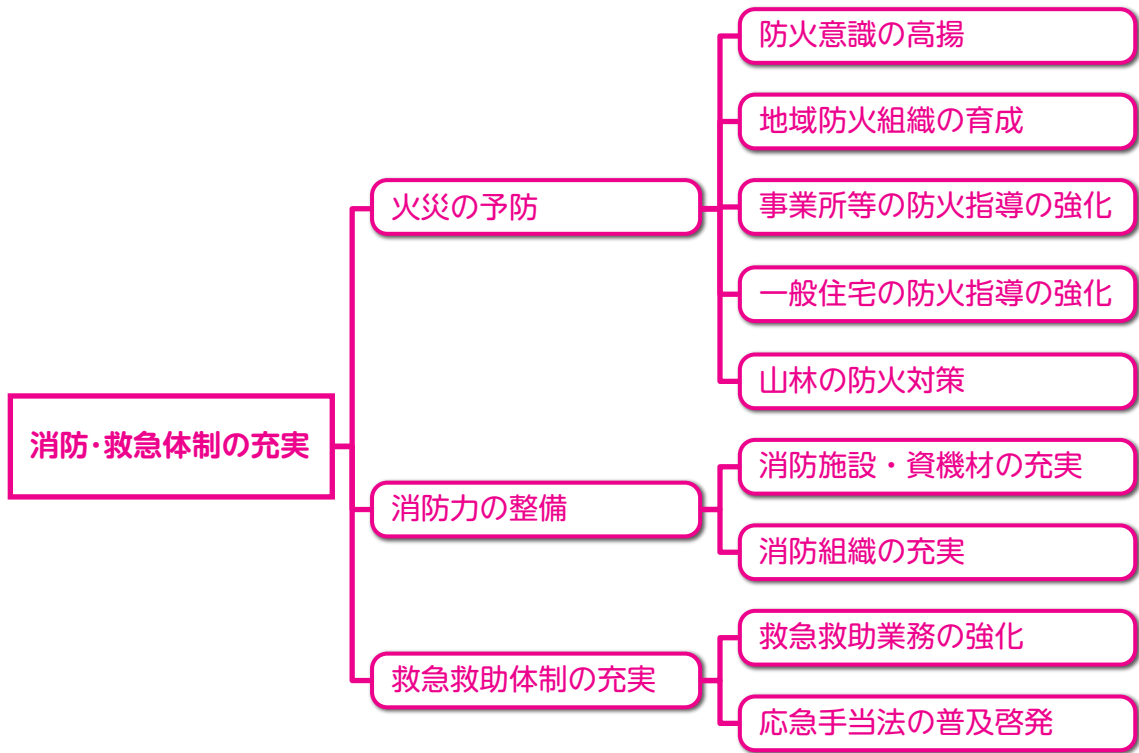 消防・救急体制の充実
火災の予防
防火意識の高揚
地域防火組織の育成
事業所等の防火指導の強化
一般住宅の防火指導の強化
山林の防火対策
消防力の整備
消防施設・資機材の充実
消防組織の充実
救急救助体制の充実
救急救助業務の強化
応急手当法の普及啓発